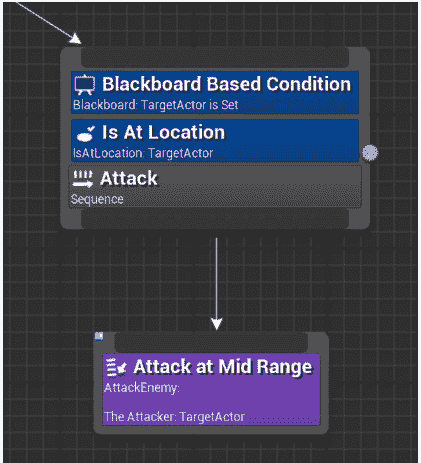 Blackboard Based Condition
Blackboard: TargetActor is Set
Is At Location
IsAtLocation: TargetActor
Attack
Sequence
Attack at Mid Range
AttackEnemy:
The Attacker: TargetActor